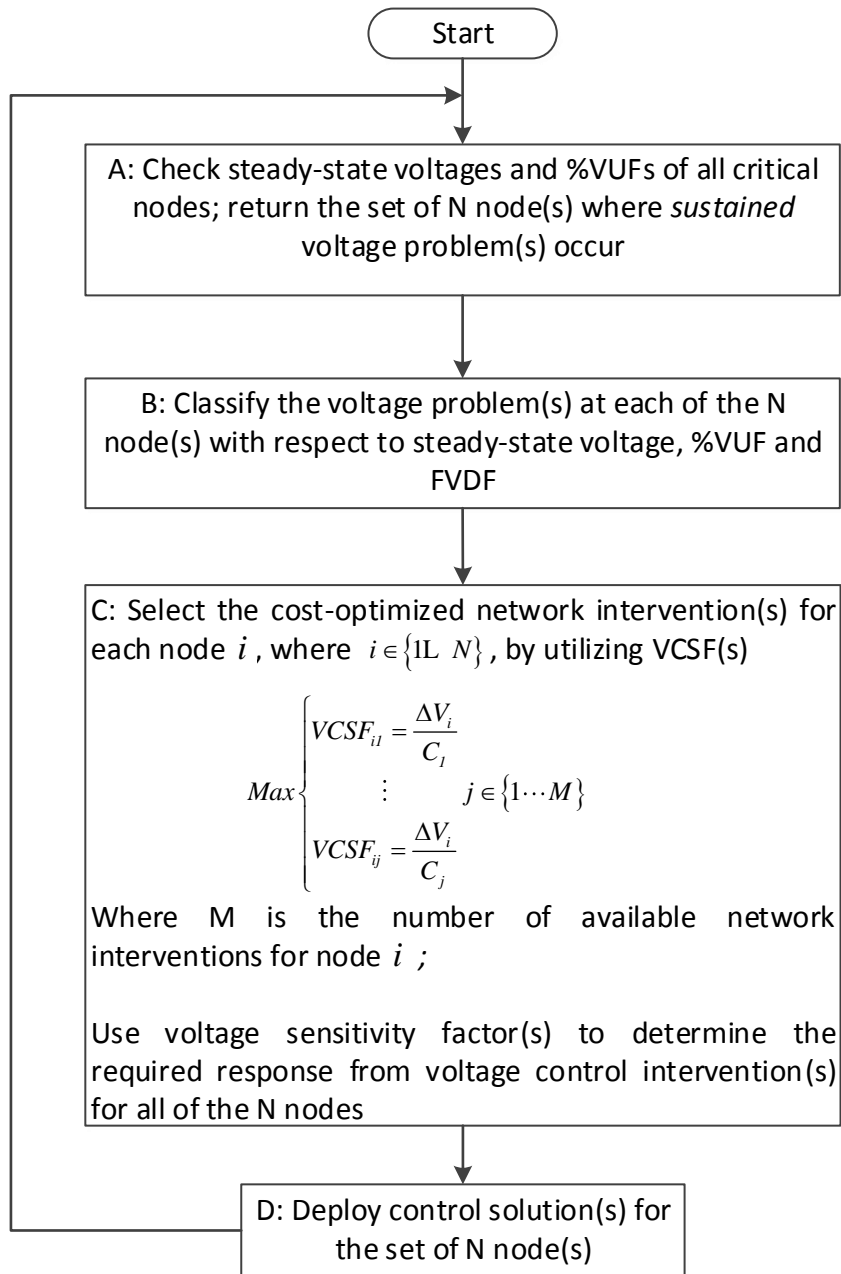 Start
A: Check steady-state voltages and %VUFs of all critical
nodes; return the set of N node(s) where sustained
voltage problem(s) occur
B: Classify the voltage problem(s) at each of the N
node(s) with respect to steady-state voltage, %VUF and
FVDF
C: Select the cost-optimized network intervention(s) for
each node i , where i ∈ {1L N} , by utilizing VCSF(s)
Max { VCSF_{i1} = ΔV_i / C_1
⋮ j ∈ {1⋯M}
VCSF_{ij} = ΔV_i / C_j
Where M is the number of available network
interventions for node i ;
Use voltage sensitivity factor(s) to determine the
required response from voltage control intervention(s)
for all of the N nodes
D: Deploy control solution(s) for
the set of N node(s)